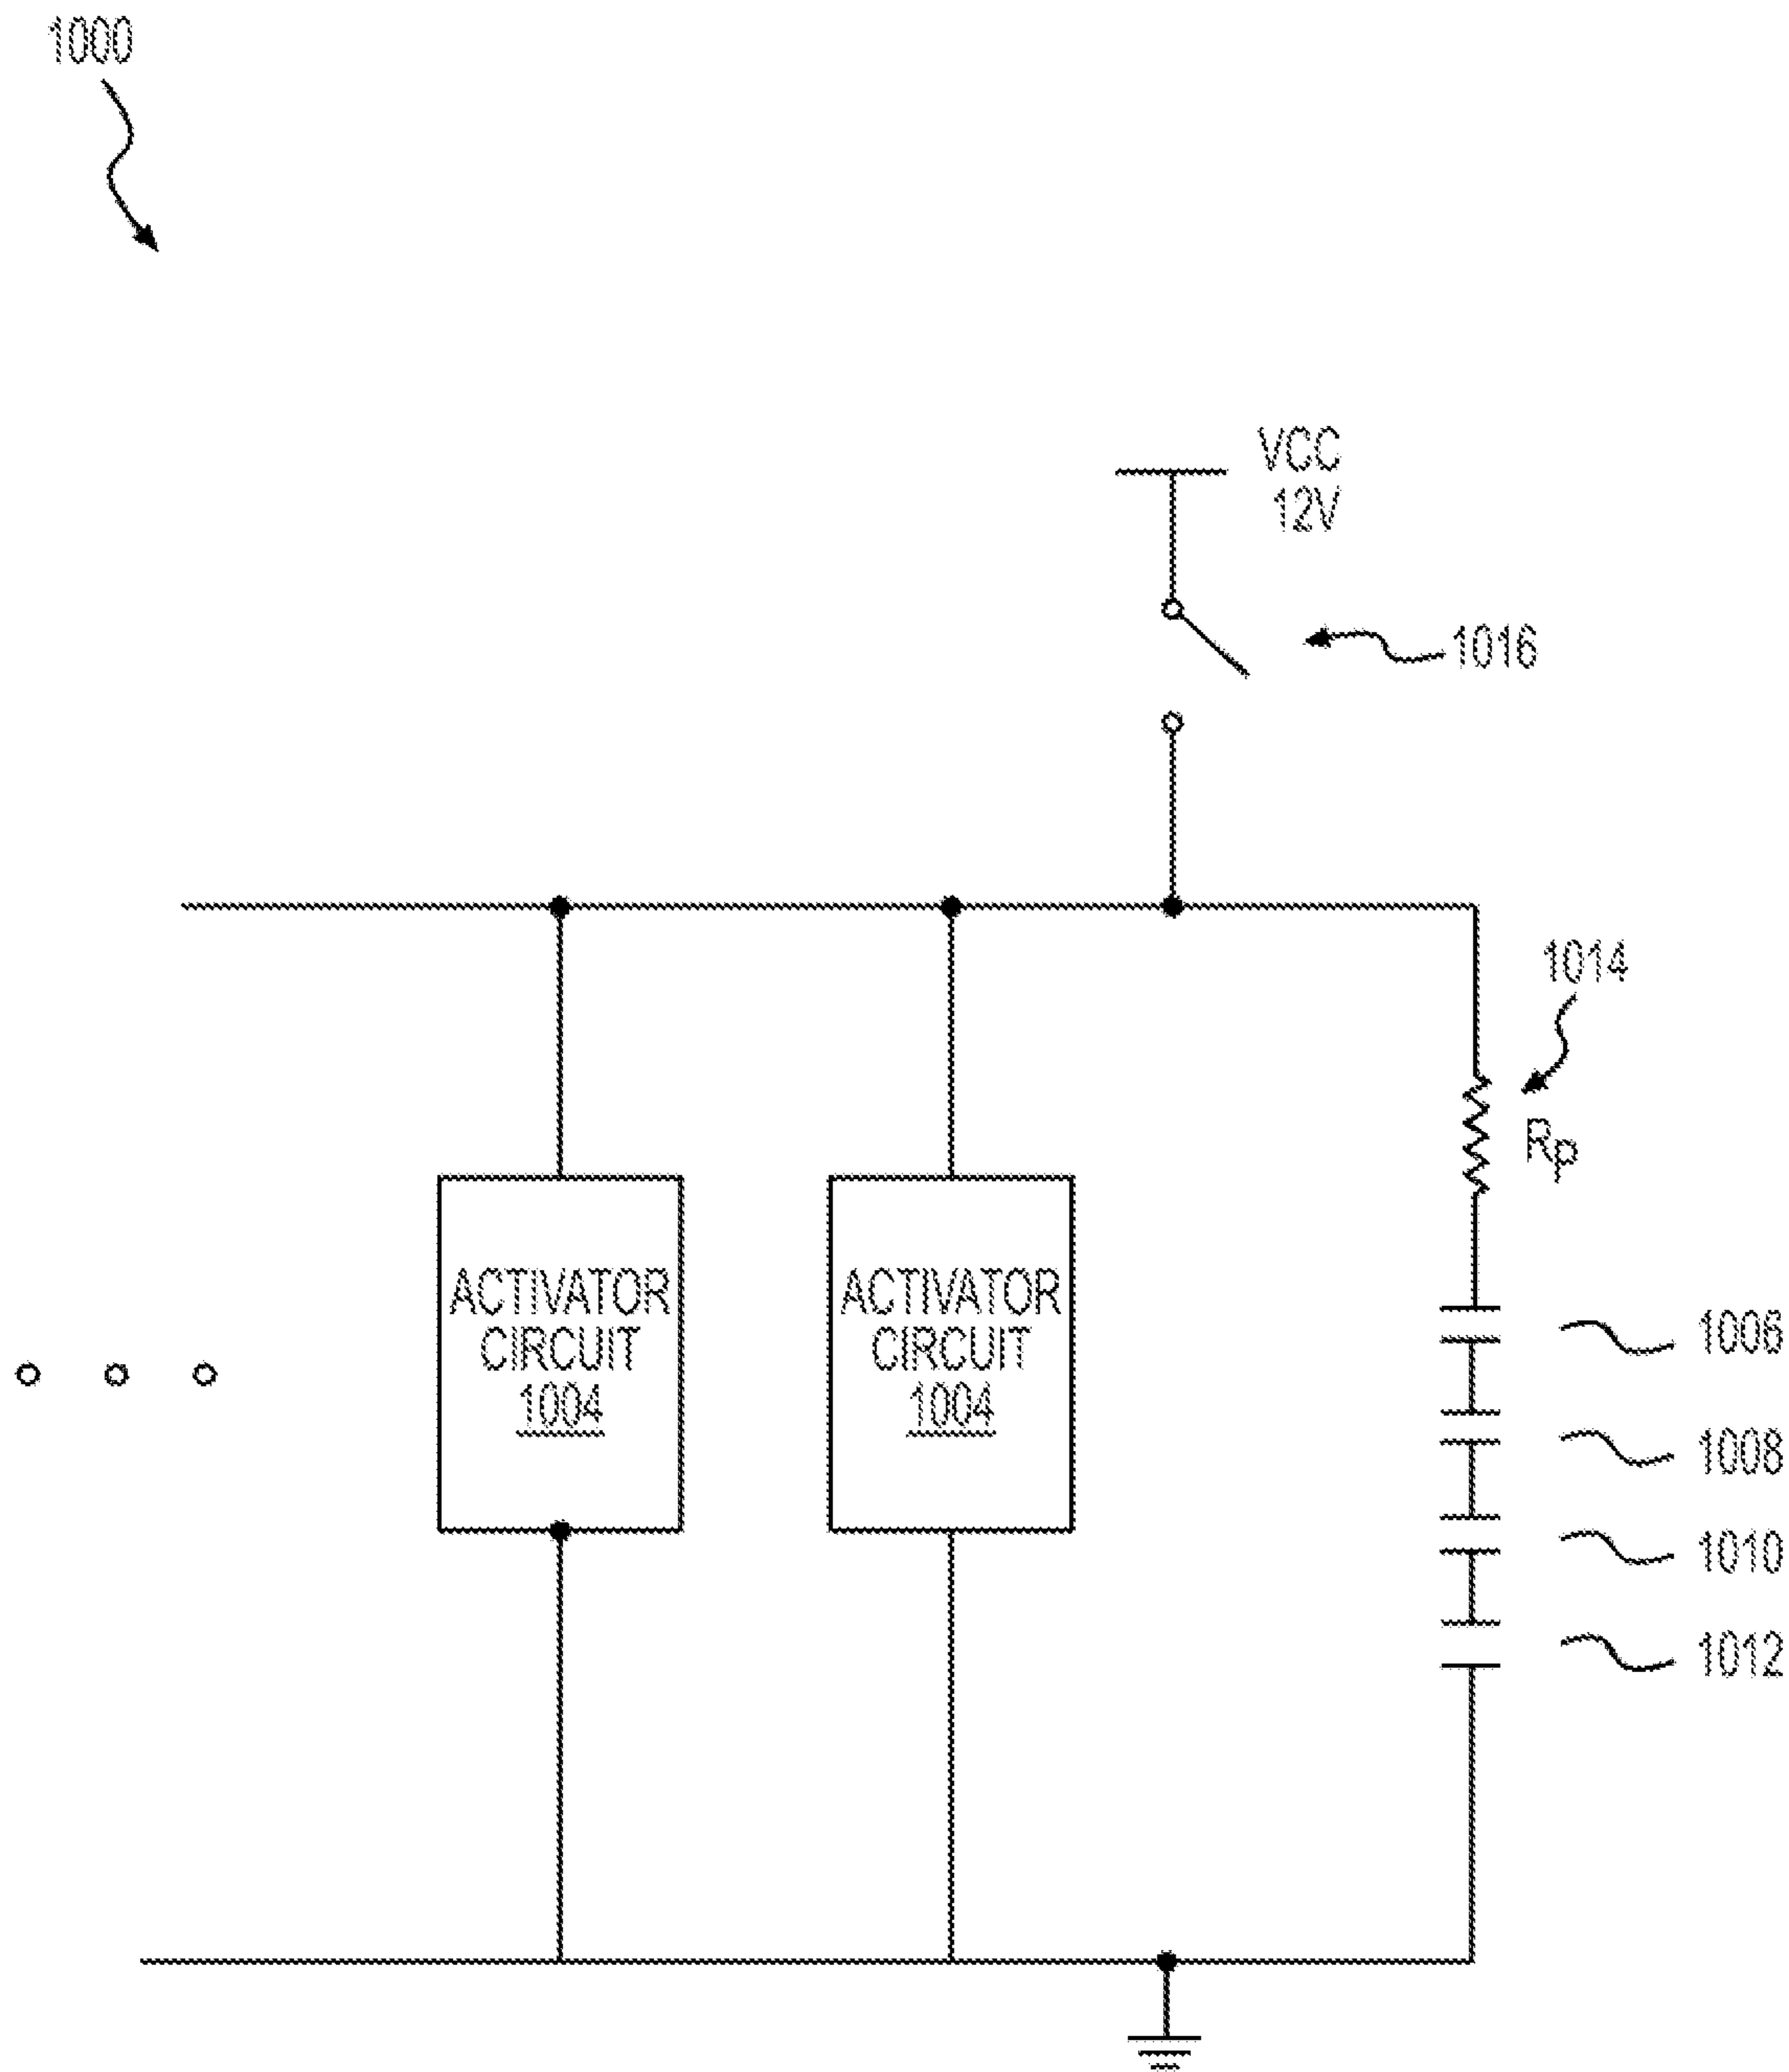 1000
VCC
12V
1016
1014
Rp
ACTIVATOR
CIRCUIT
1004
ACTIVATOR
CIRCUIT
1004
1006
1008
1010
1012